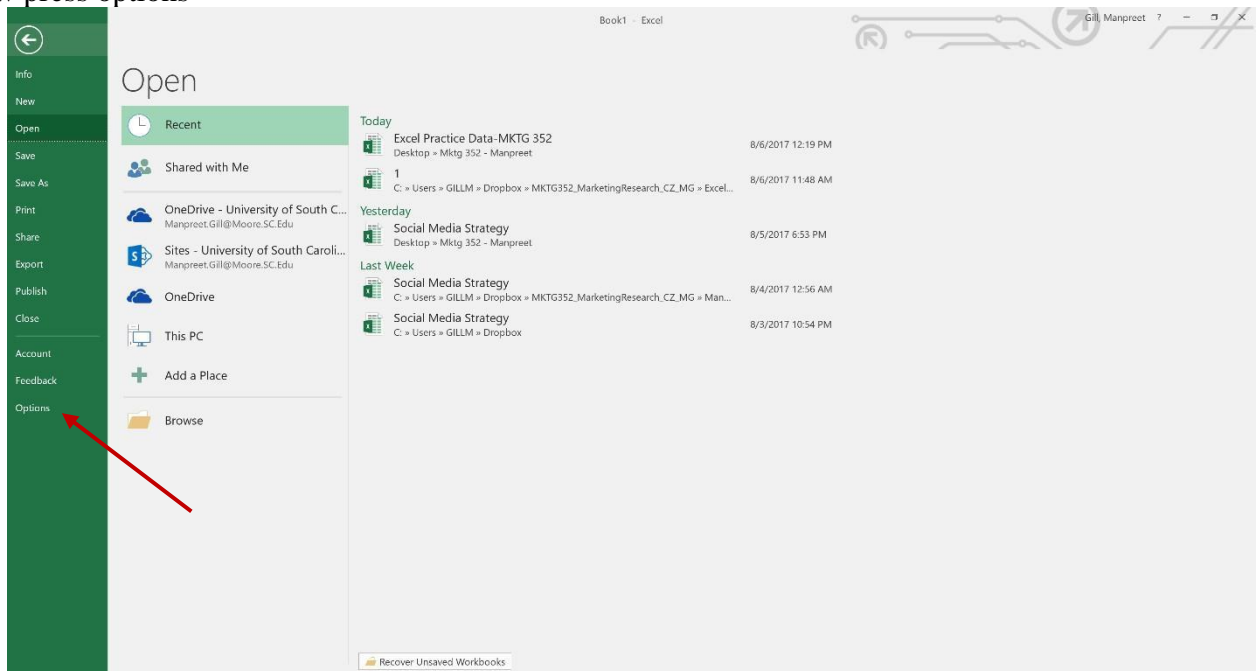 press options
Book1 - Excel
Gill, Manpreet ? - ×
Info
New
Open
Save
Save As
Print
Share
Export
Publish
Close
Account
Feedback
Options
Open
Recent
Shared with Me
OneDrive - University of South C...
Manpreet.Gill@Moore.SC.Edu
Sites - University of South Caroli...
Manpreet.Gill@Moore.SC.Edu
OneDrive
This PC
Add a Place
Browse
Today
Excel Practice Data-MKTG 352
Desktop » Mktg 352 - Manpreet
8/6/2017 12:19 PM
1
C: » Users » GILLM » Dropbox » MKTG352_MarketingResearch_CZ_MG » Excel...
8/6/2017 11:48 AM
Yesterday
Social Media Strategy
Desktop » Mktg 352 - Manpreet
8/5/2017 6:53 PM
Last Week
Social Media Strategy
C: » Users » GILLM » Dropbox » MKTG352_MarketingResearch_CZ_MG » Man...
8/4/2017 12:56 AM
Social Media Strategy
C: » Users » GILLM » Dropbox
8/3/2017 10:54 PM
Recover Unsaved Workbooks